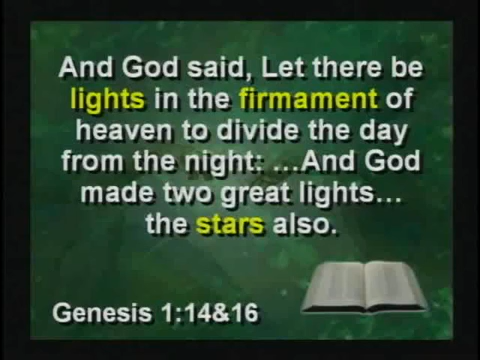 And God said, Let there be
lights in the firmament of
heaven to divide the day
from the night: …And God
made two great lights…
the stars also.
Genesis 1:14&16